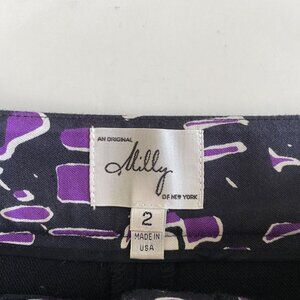 AN ORIGINAL
Milly
OF NEW YORK
2
MADE IN
USA